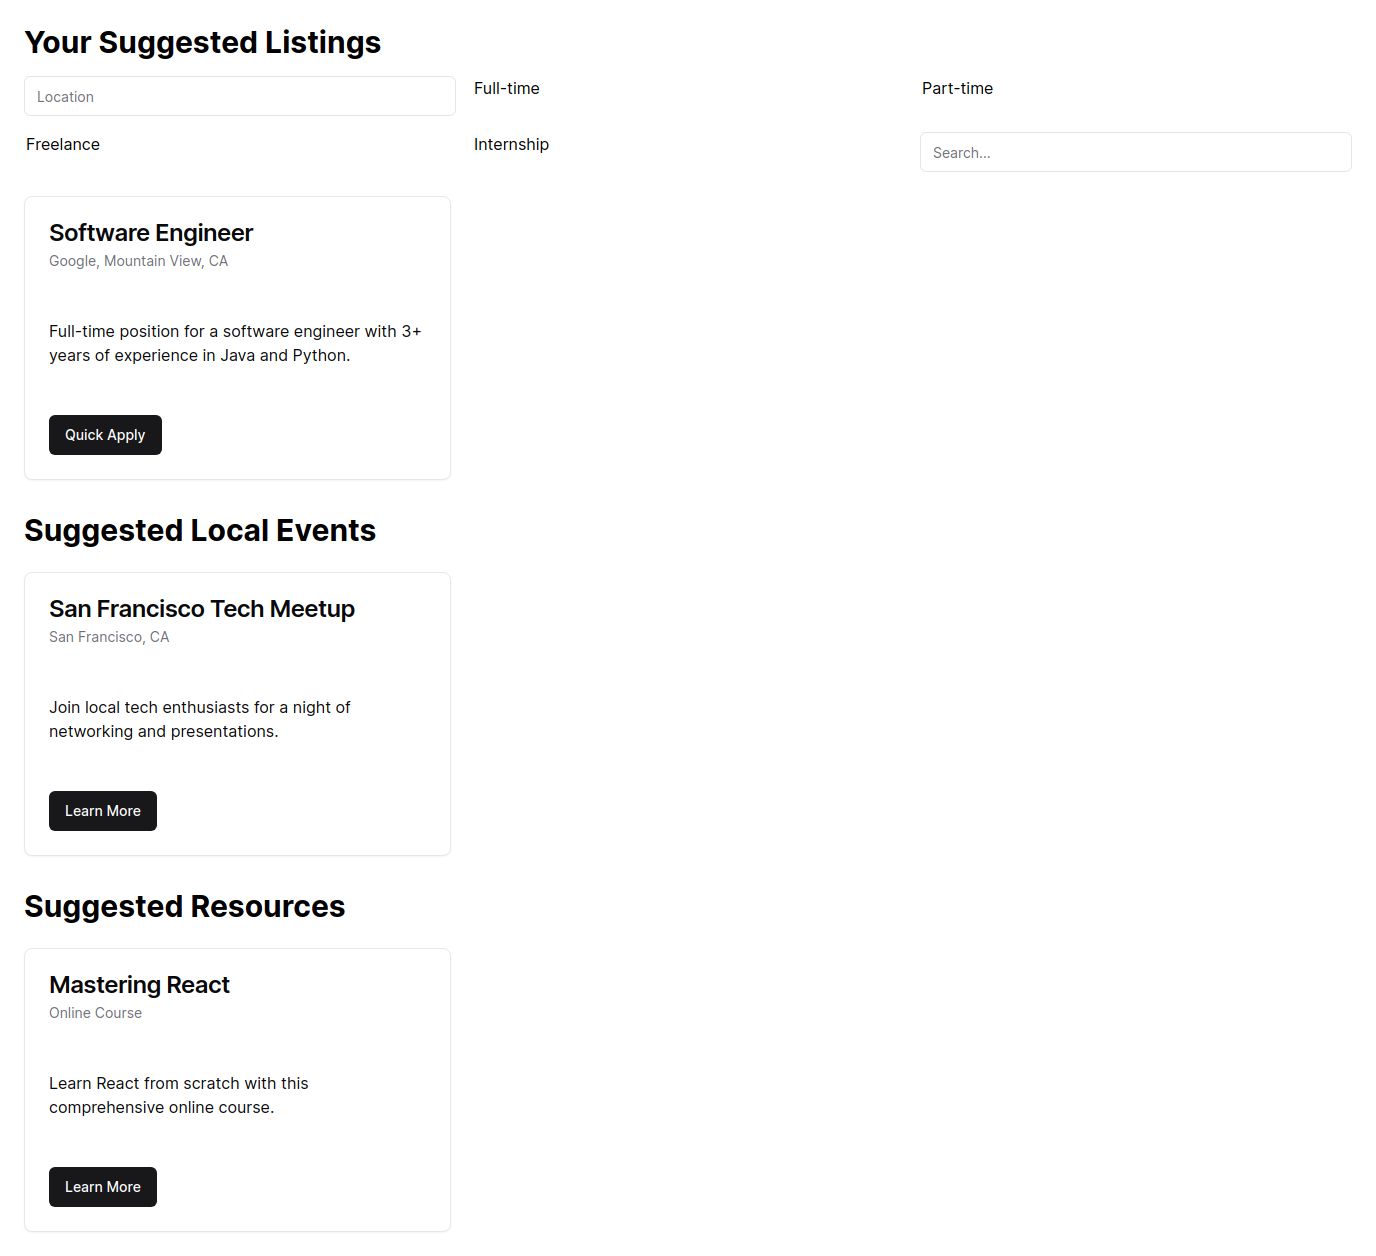 Your Suggested Listings
Location
Full-time
Part-time
Freelance
Internship
Search...
Software Engineer
Google, Mountain View, CA
Full-time position for a software engineer with 3+
years of experience in Java and Python.
Quick Apply
Suggested Local Events
San Francisco Tech Meetup
San Francisco, CA
Join local tech enthusiasts for a night of
networking and presentations.
Learn More
Suggested Resources
Mastering React
Online Course
Learn React from scratch with this
comprehensive online course.
Learn More